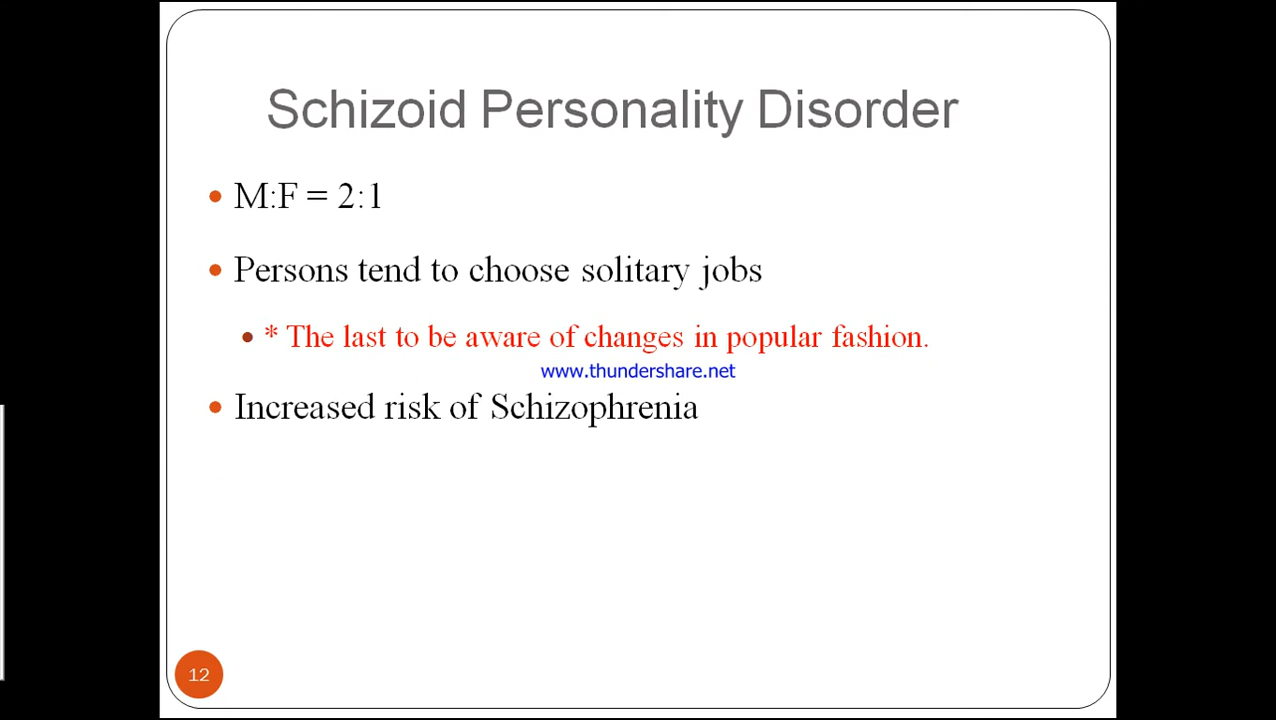 Schizoid Personality Disorder
• M:F = 2:1
• Persons tend to choose solitary jobs
• * The last to be aware of changes in popular fashion.
www.thundershare.net
• Increased risk of Schizophrenia
12